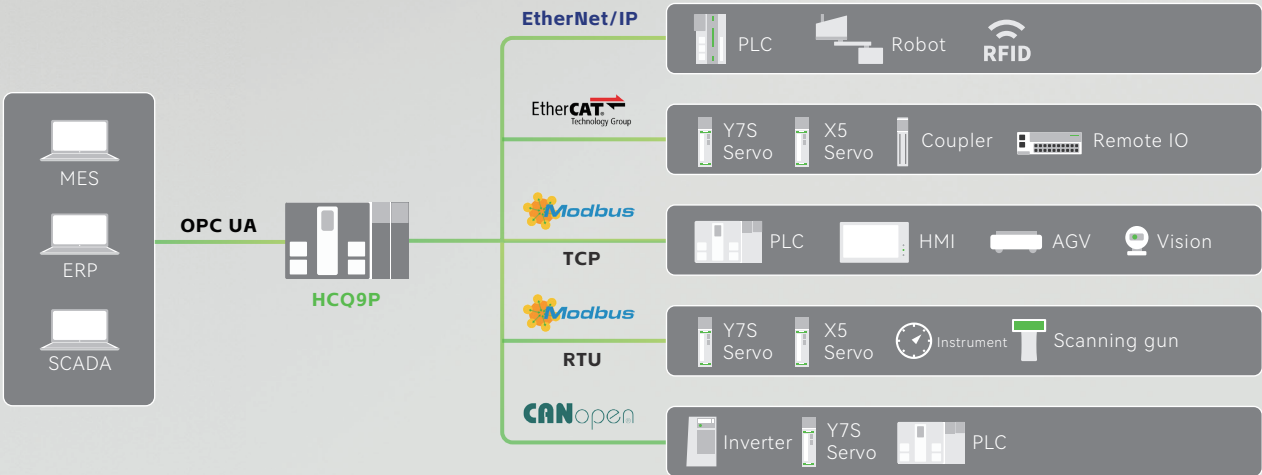 MES
ERP
SCADA
OPC UA
HCQ9P
EtherNet/IP
PLC
Robot
RFID
EtherCAT
Technology Group
Y7S
Servo
X5
Servo
Coupler
Remote IO
Modbus
TCP
PLC
HMI
AGV
Vision
Modbus
RTU
Y7S
Servo
X5
Servo
Instrument
Scanning gun
CANopen
Inverter
Y7S
Servo
PLC